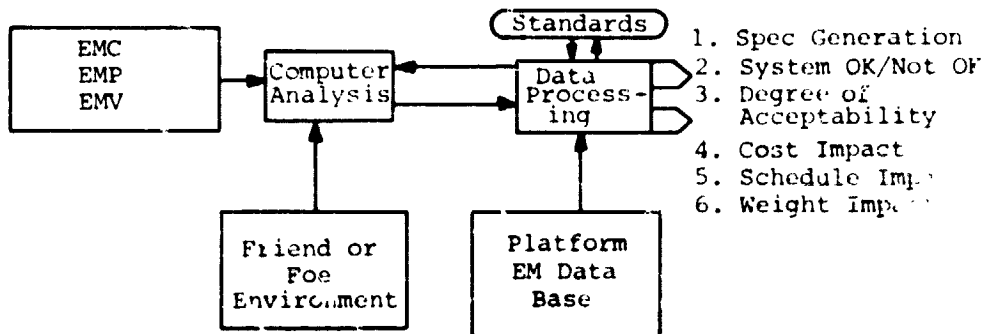 EMC
EMP
EMV
Computer
Analysis
Standards
Data
Process-
ing
1. Spec Generation
2. System OK/Not OK
3. Degree of
Acceptability
4. Cost Impact
5. Schedule
6. Weight
Friend or
Foe
Environment
Platform
EM Data
Base